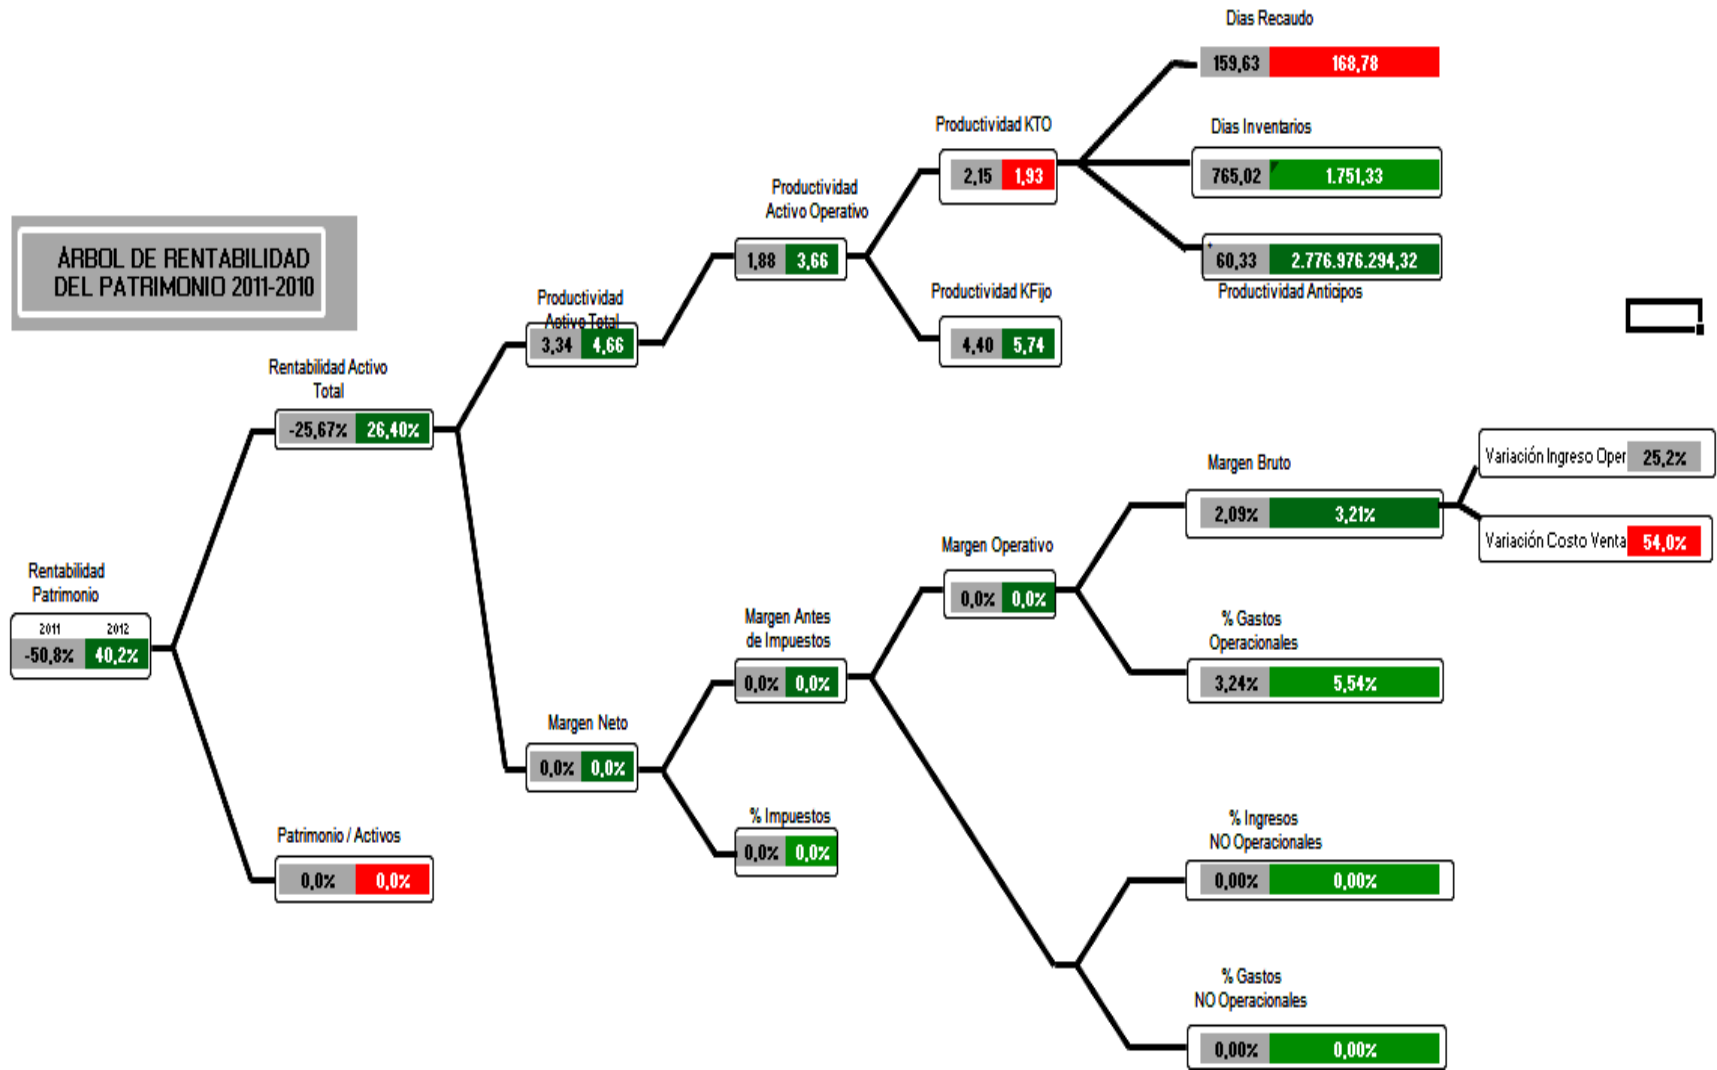 ÁRBOL DE RENTABILIDAD
DEL PATRIMONIO 2011-2010
Rentabilidad
Patrimonio
2011 2012
-50,8% 40,2%
Rentabilidad Activo
Total
-25,67% 26,40%
Patrimonio / Activos
0,0% 0,0%
Productividad
Activo Total
3,34 4,66
Margen Neto
0,0% 0,0%
Productividad
Activo Operativo
1,88 3,66
Margen Antes
de Impuestos
0,0% 0,0%
% Impuestos
0,0% 0,0%
Productividad KTO
2,15 1,93
Productividad KFijo
4,40 5,74
Margen Operativo
0,0% 0,0%
Dias Recaudo
159,63 168,78
Dias Inventarios
765,02 1.751,33
60,33 2.776.976.294,32
Productividad Anticipos
Margen Bruto
2,09% 3,21%
% Gastos
Operacionales
3,24% 5,54%
% Ingresos
NO Operacionales
0,00% 0,00%
% Gastos
NO Operacionales
0,00% 0,00%
Variación Ingreso Oper 25,2%
Variación Costo Venta 54,0%